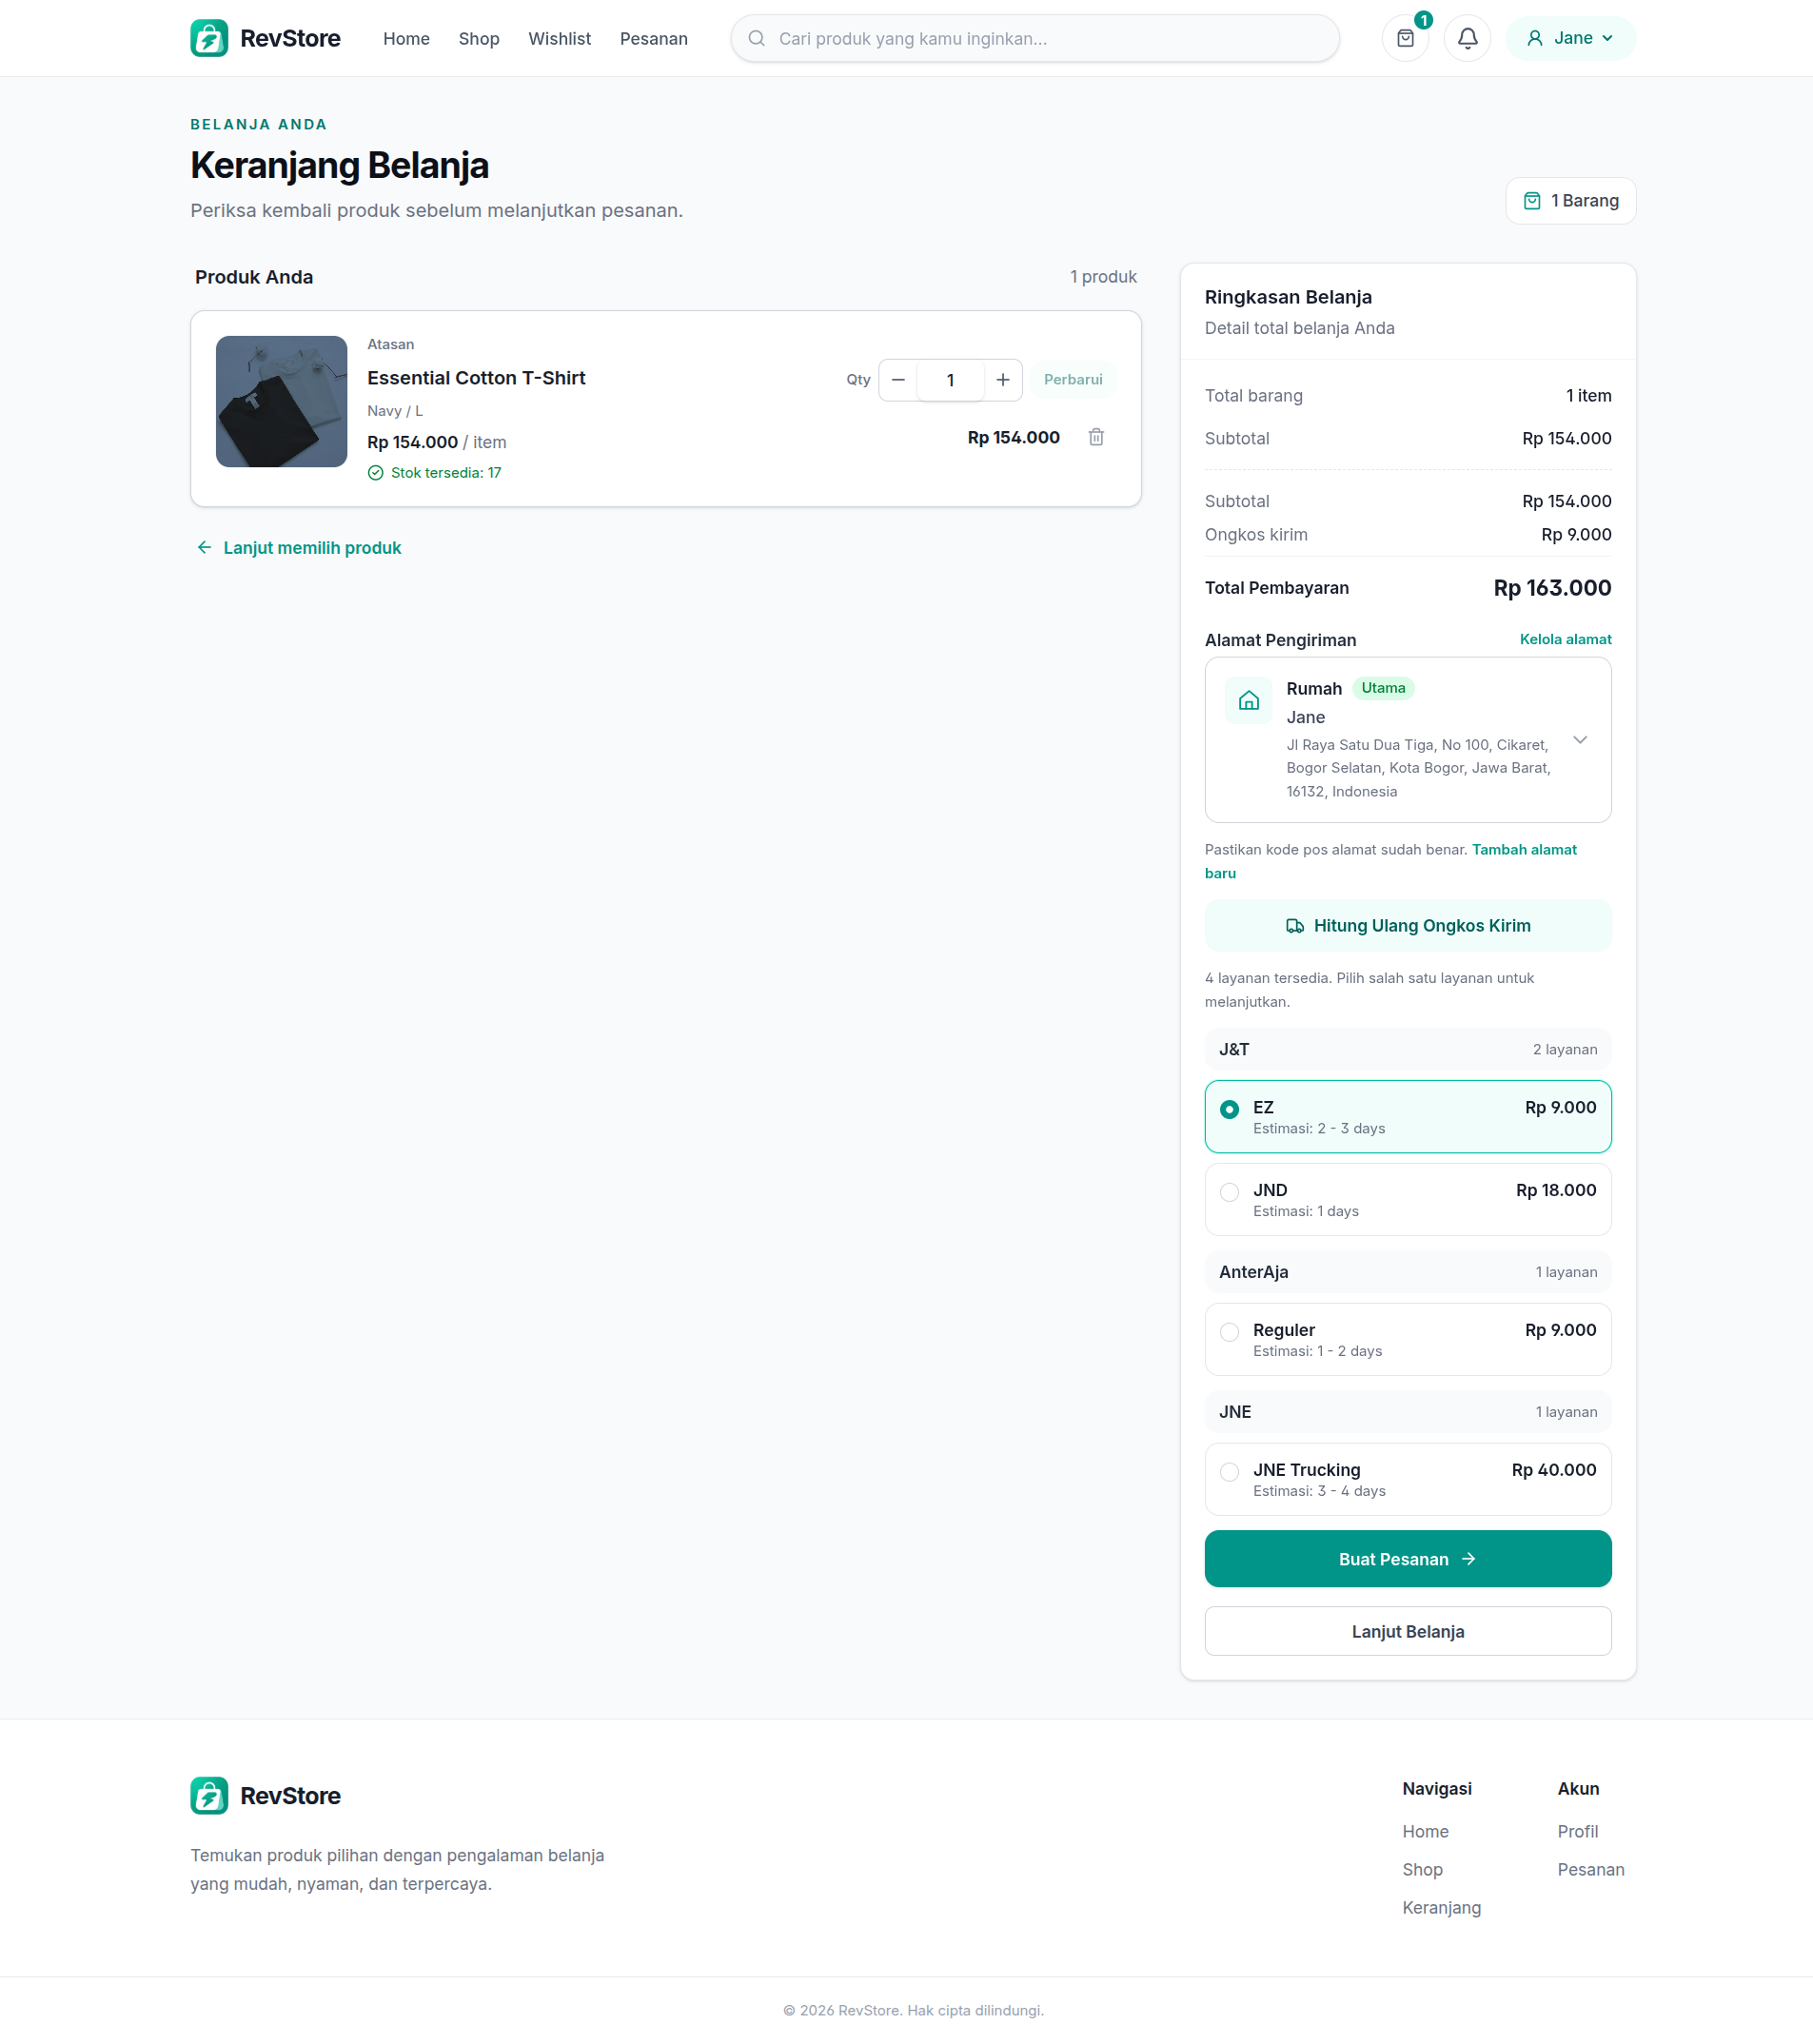 RevStore
Home
Shop
Wishlist
Pesanan
Cari produk yang kamu inginkan...
1
Jane
BELANJA ANDA
Keranjang Belanja
Periksa kembali produk sebelum melanjutkan pesanan.
1 Barang
Produk Anda
1 produk
Atasan
Essential Cotton T-Shirt
Navy / L
Rp 154.000 / item
Stok tersedia: 17
Qty
1
Perbarui
Rp 154.000
Lanjut memilih produk
Ringkasan Belanja
Detail total belanja Anda
Total barang 1 item
Subtotal Rp 154.000
Subtotal Rp 154.000
Ongkos kirim Rp 9.000
Total Pembayaran Rp 163.000
Alamat Pengiriman Kelola alamat
Rumah Utama
Jane
Jl Raya Satu Dua Tiga, No 100, Cikaret,
Bogor Selatan, Kota Bogor, Jawa Barat,
16132, Indonesia
Pastikan kode pos alamat sudah benar. Tambah alamat
baru
Hitung Ulang Ongkos Kirim
4 layanan tersedia. Pilih salah satu layanan untuk
melanjutkan.
J&T 2 layanan
EZ Rp 9.000
Estimasi: 2 - 3 days
JND Rp 18.000
Estimasi: 1 days
AnterAja 1 layanan
Reguler Rp 9.000
Estimasi: 1 - 2 days
JNE 1 layanan
JNE Trucking Rp 40.000
Estimasi: 3 - 4 days
Buat Pesanan
Lanjut Belanja
RevStore
Temukan produk pilihan dengan pengalaman belanja
yang mudah, nyaman, dan terpercaya.
Navigasi
Home
Shop
Keranjang
Akun
Profil
Pesanan
© 2026 RevStore. Hak cipta dilindungi.